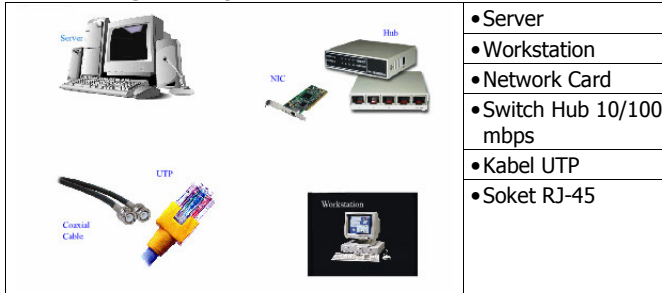 Server
Hub
NIC
UTP
Coaxial
Cable
Workstation
•Server
•Workstation
•Network Card
•Switch Hub 10/100
mbps
•Kabel UTP
•Soket RJ-45